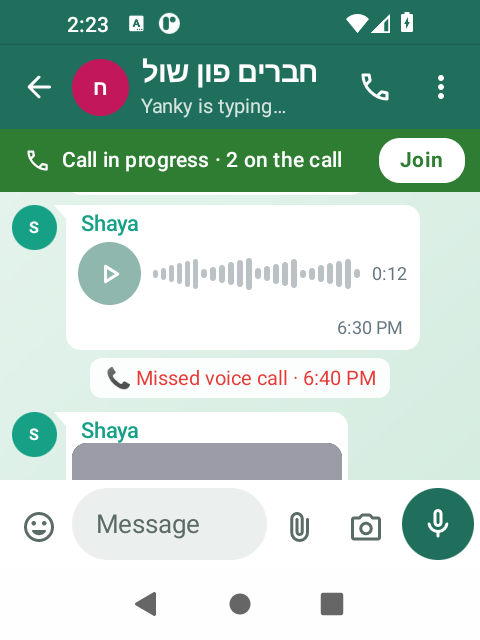 2:23
חברים פון שול
Yanky is typing...
Call in progress · 2 on the call
Join
S
Shaya
0:12
6:30 PM
Missed voice call · 6:40 PM
S
Shaya
Message
ח
A